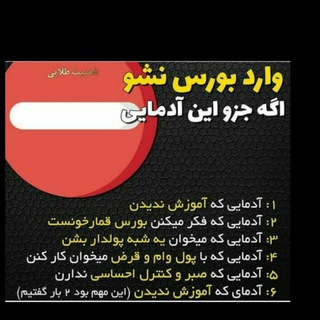 شصت طلایی
وارد بورس نشو
اگه جزو این آدمایی
۱: آدمایی که آموزش ندیدن
۲: آدمایی که فکر میکنن بورس قمارخونست
۳: آدمایی که میخوان یه شبه پولدار بشن
۴: آدمایی که با پول وام و قرض میخوان کار کنن
۵: آدمایی که صبر و کنترل احساسی ندارن
۶: آدمای که آموزش ندیدن (این مهم بود ۲ بار گفتیم)